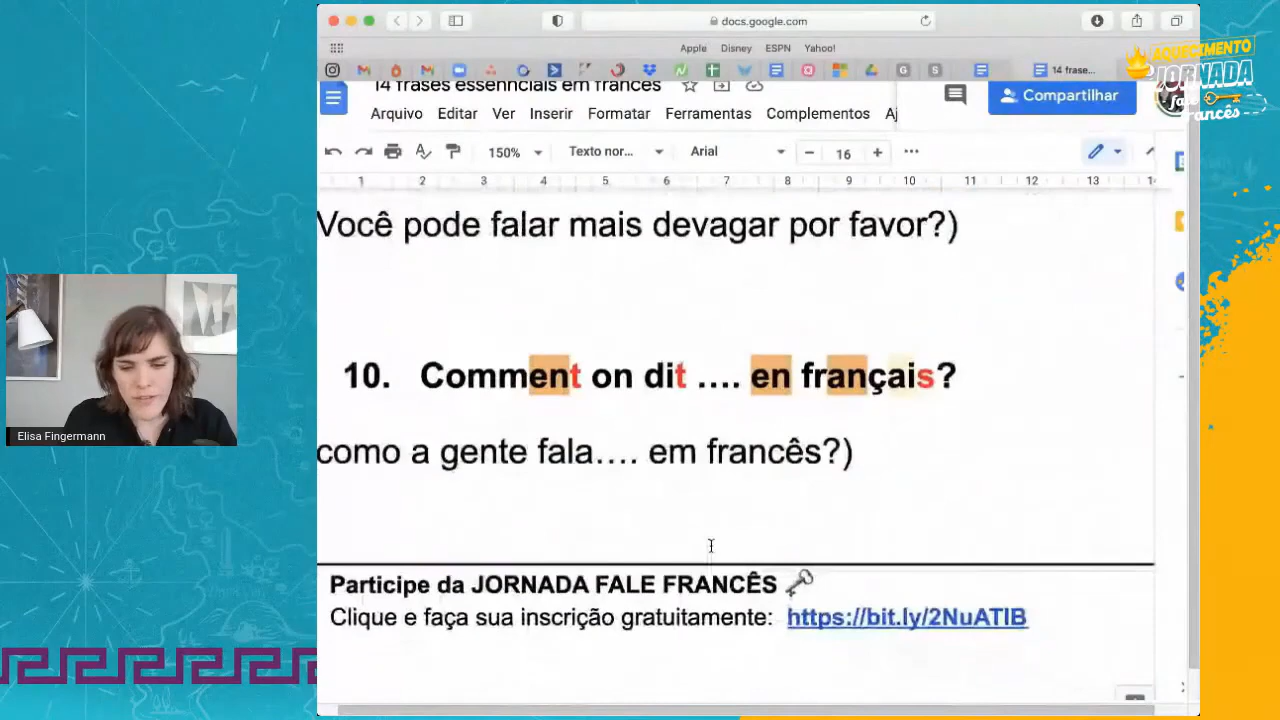 docs.google.com
Apple Disney ESPN Yahoo!
14 frase...
AQUECIMENTO
JORNADA
fale
francês
14 frases essenciais em francês
Compartilhar
Arquivo Editar Ver Inserir Formatar Ferramentas Complementos Aj
150% Texto nor... Arial 16
1 2 3 4 5 6 7 8 9 10 11 12 13 14
Você pode falar mais devagar por favor?)
10. Comment on dit …. en français?
como a gente fala…. em francês?)
Elisa Fingermann
Participe da JORNADA FALE FRANCÊS
Clique e faça sua inscrição gratuitamente: https://bit.ly/2NuATIB